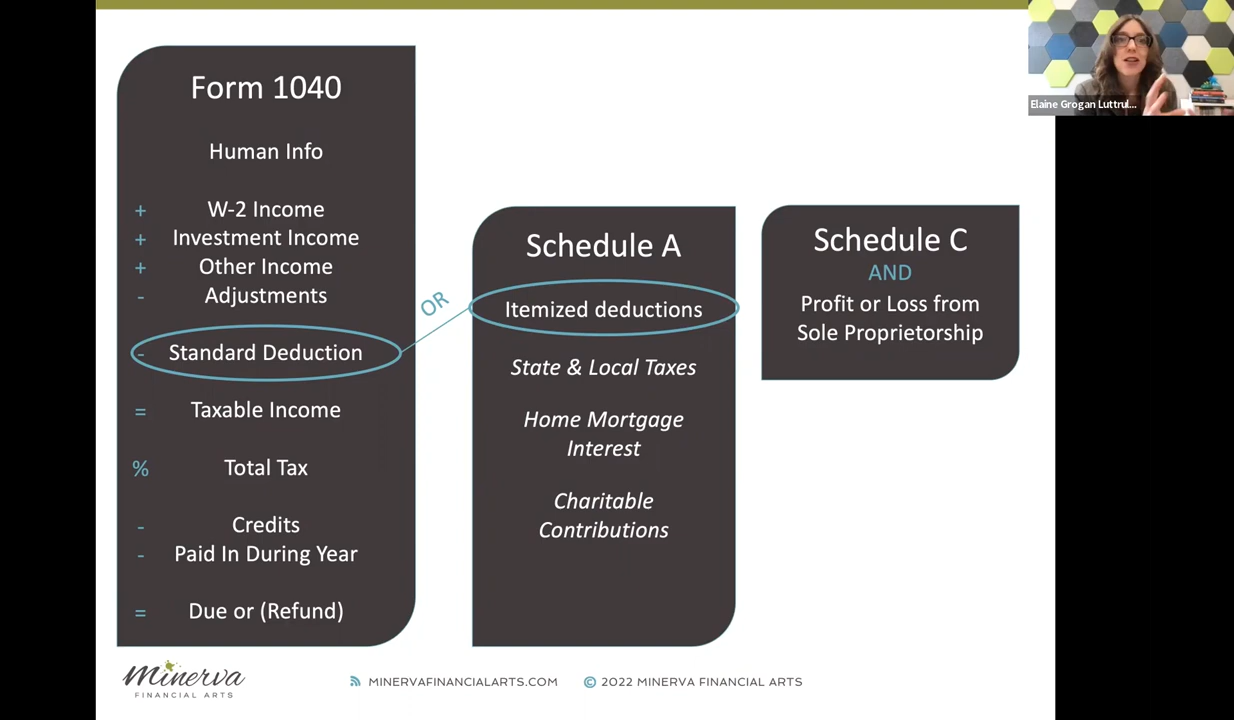 Elaine Grogan Luttrul...
Form 1040
Human Info
+ W-2 Income
+ Investment Income
+ Other Income
- Adjustments
- Standard Deduction
= Taxable Income
% Total Tax
- Credits
- Paid In During Year
= Due or (Refund)
OR
Schedule A
Itemized deductions
State & Local Taxes
Home Mortgage
Interest
Charitable
Contributions
Schedule C
AND
Profit or Loss from
Sole Proprietorship
Minerva
FINANCIAL ARTS
MINERVAFINANCIALARTS.COM
© 2022 MINERVA FINANCIAL ARTS